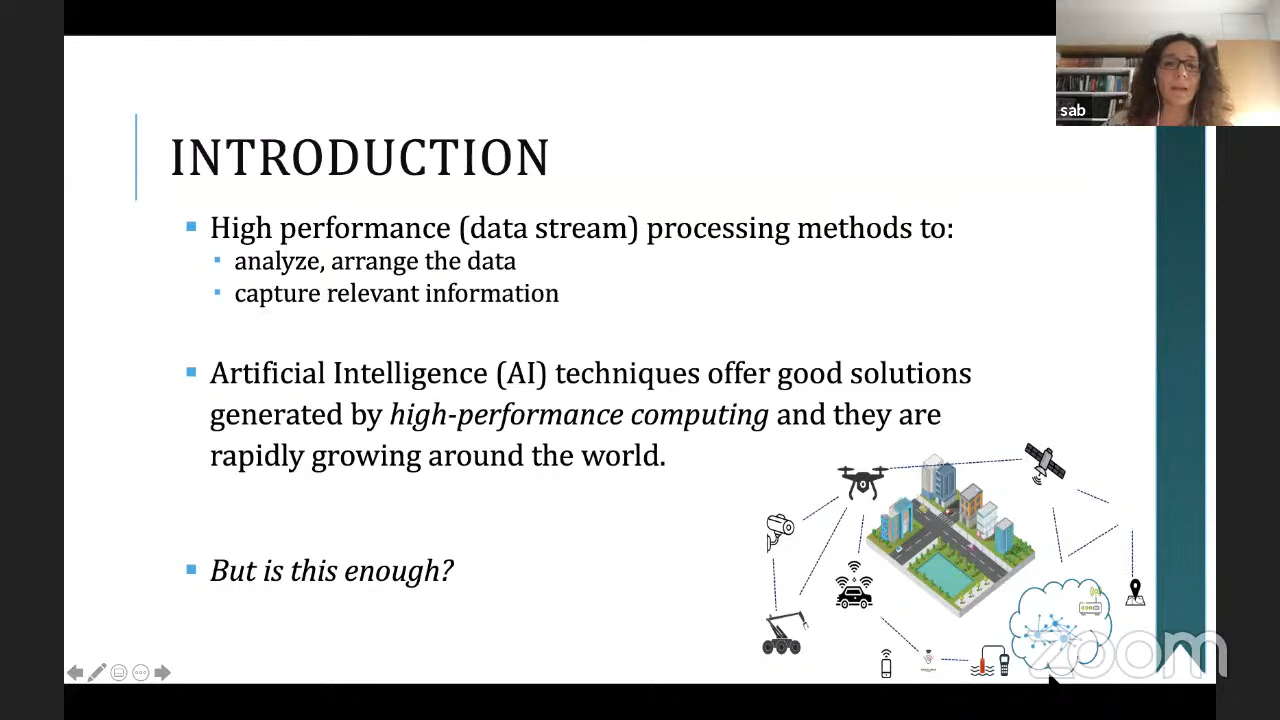 sab
INTRODUCTION
High performance (data stream) processing methods to:
analyze, arrange the data
capture relevant information
Artificial Intelligence (AI) techniques offer good solutions
generated by high-performance computing and they are
rapidly growing around the world.
But is this enough?
zoom